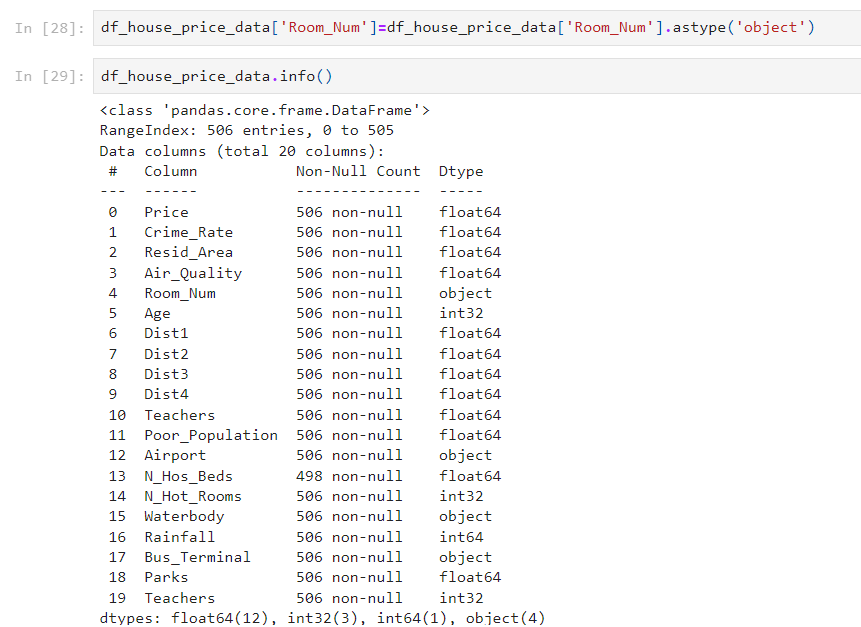 In [28]: df_house_price_data['Room_Num']=df_house_price_data['Room_Num'].astype('object')
In [29]: df_house_price_data.info()
<class 'pandas.core.frame.DataFrame'>
RangeIndex: 506 entries, 0 to 505
Data columns (total 20 columns):
 #   Column           Non-Null Count  Dtype
---  ------           --------------  -----
 0   Price            506 non-null    float64
 1   Crime_Rate       506 non-null    float64
 2   Resid_Area       506 non-null    float64
 3   Air_Quality      506 non-null    float64
 4   Room_Num         506 non-null    object
 5   Age              506 non-null    int32
 6   Dist1            506 non-null    float64
 7   Dist2            506 non-null    float64
 8   Dist3            506 non-null    float64
 9   Dist4            506 non-null    float64
 10  Teachers         506 non-null    float64
 11  Poor_Population  506 non-null    float64
 12  Airport          506 non-null    object
 13  N_Hos_Beds       498 non-null    float64
 14  N_Hot_Rooms      506 non-null    int32
 15  Waterbody        506 non-null    object
 16  Rainfall         506 non-null    int64
 17  Bus_Terminal     506 non-null    object
 18  Parks            506 non-null    float64
 19  Teachers         506 non-null    int32
dtypes: float64(12), int32(3), int64(1), object(4)